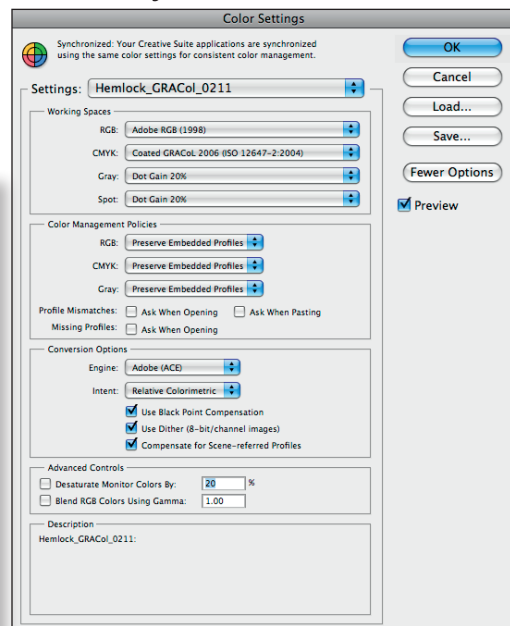 Color Settings
Synchronized: Your Creative Suite applications are synchronized
using the same color settings for consistent color management.
OK
Cancel
Load...
Save...
Fewer Options
Preview
Settings: Hemlock_GRACol_0211
Working Spaces
RGB: Adobe RGB (1998)
CMYK: Coated GRACoL 2006 (ISO 12647-2:2004)
Gray: Dot Gain 20%
Spot: Dot Gain 20%
Color Management Policies
RGB: Preserve Embedded Profiles
CMYK: Preserve Embedded Profiles
Gray: Preserve Embedded Profiles
Profile Mismatches: Ask When Opening Ask When Pasting
Missing Profiles: Ask When Opening
Conversion Options
Engine: Adobe (ACE)
Intent: Relative Colorimetric
Use Black Point Compensation
Use Dither (8-bit/channel images)
Compensate for Scene-referred Profiles
Advanced Controls
Desaturate Monitor Colors By: 20 %
Blend RGB Colors Using Gamma: 1.00
Description
Hemlock_GRACol_0211: